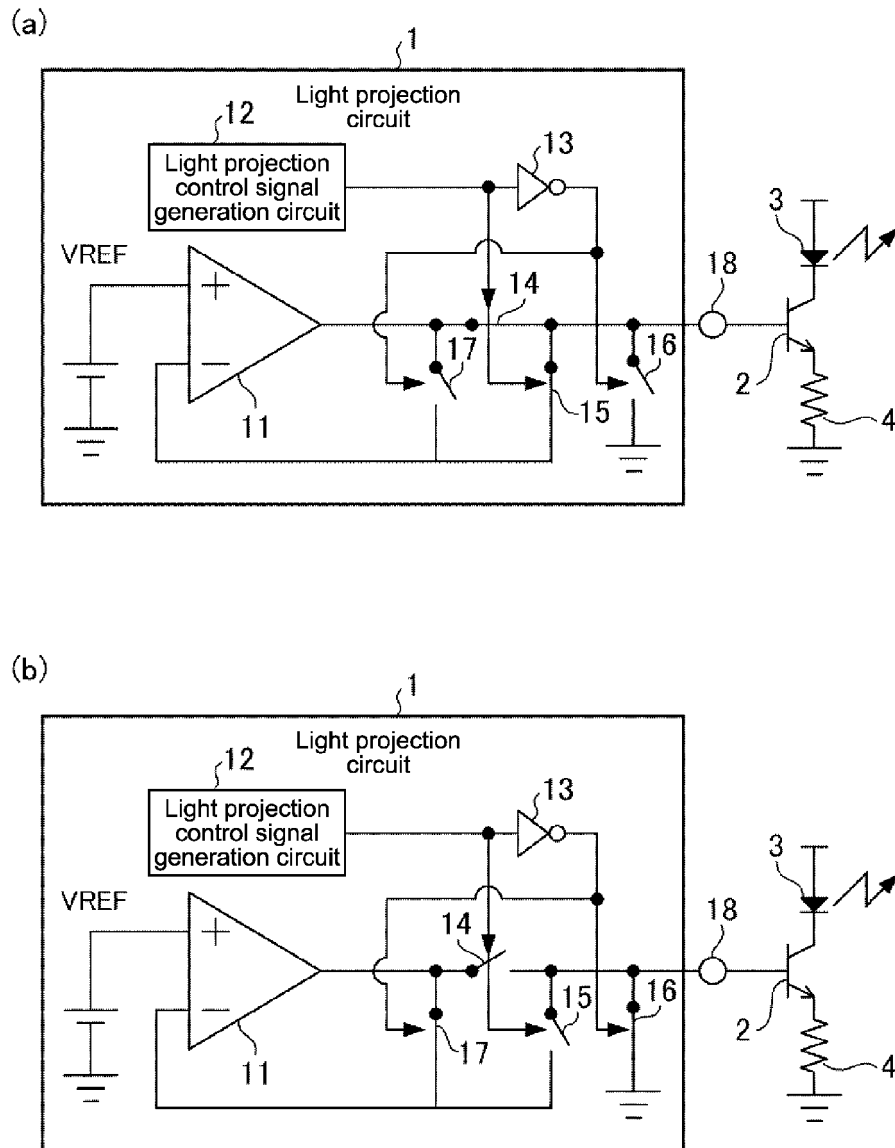 (a)
1
Light projection
circuit
12
13
Light projection
control signal
generation circuit
3
VREF
14
18
+
17
16
−
2
15
11
4
(b)
1
Light projection
circuit
12
13
Light projection
control signal
generation circuit
3
VREF
14
18
+
15
16
−
2
17
11
4